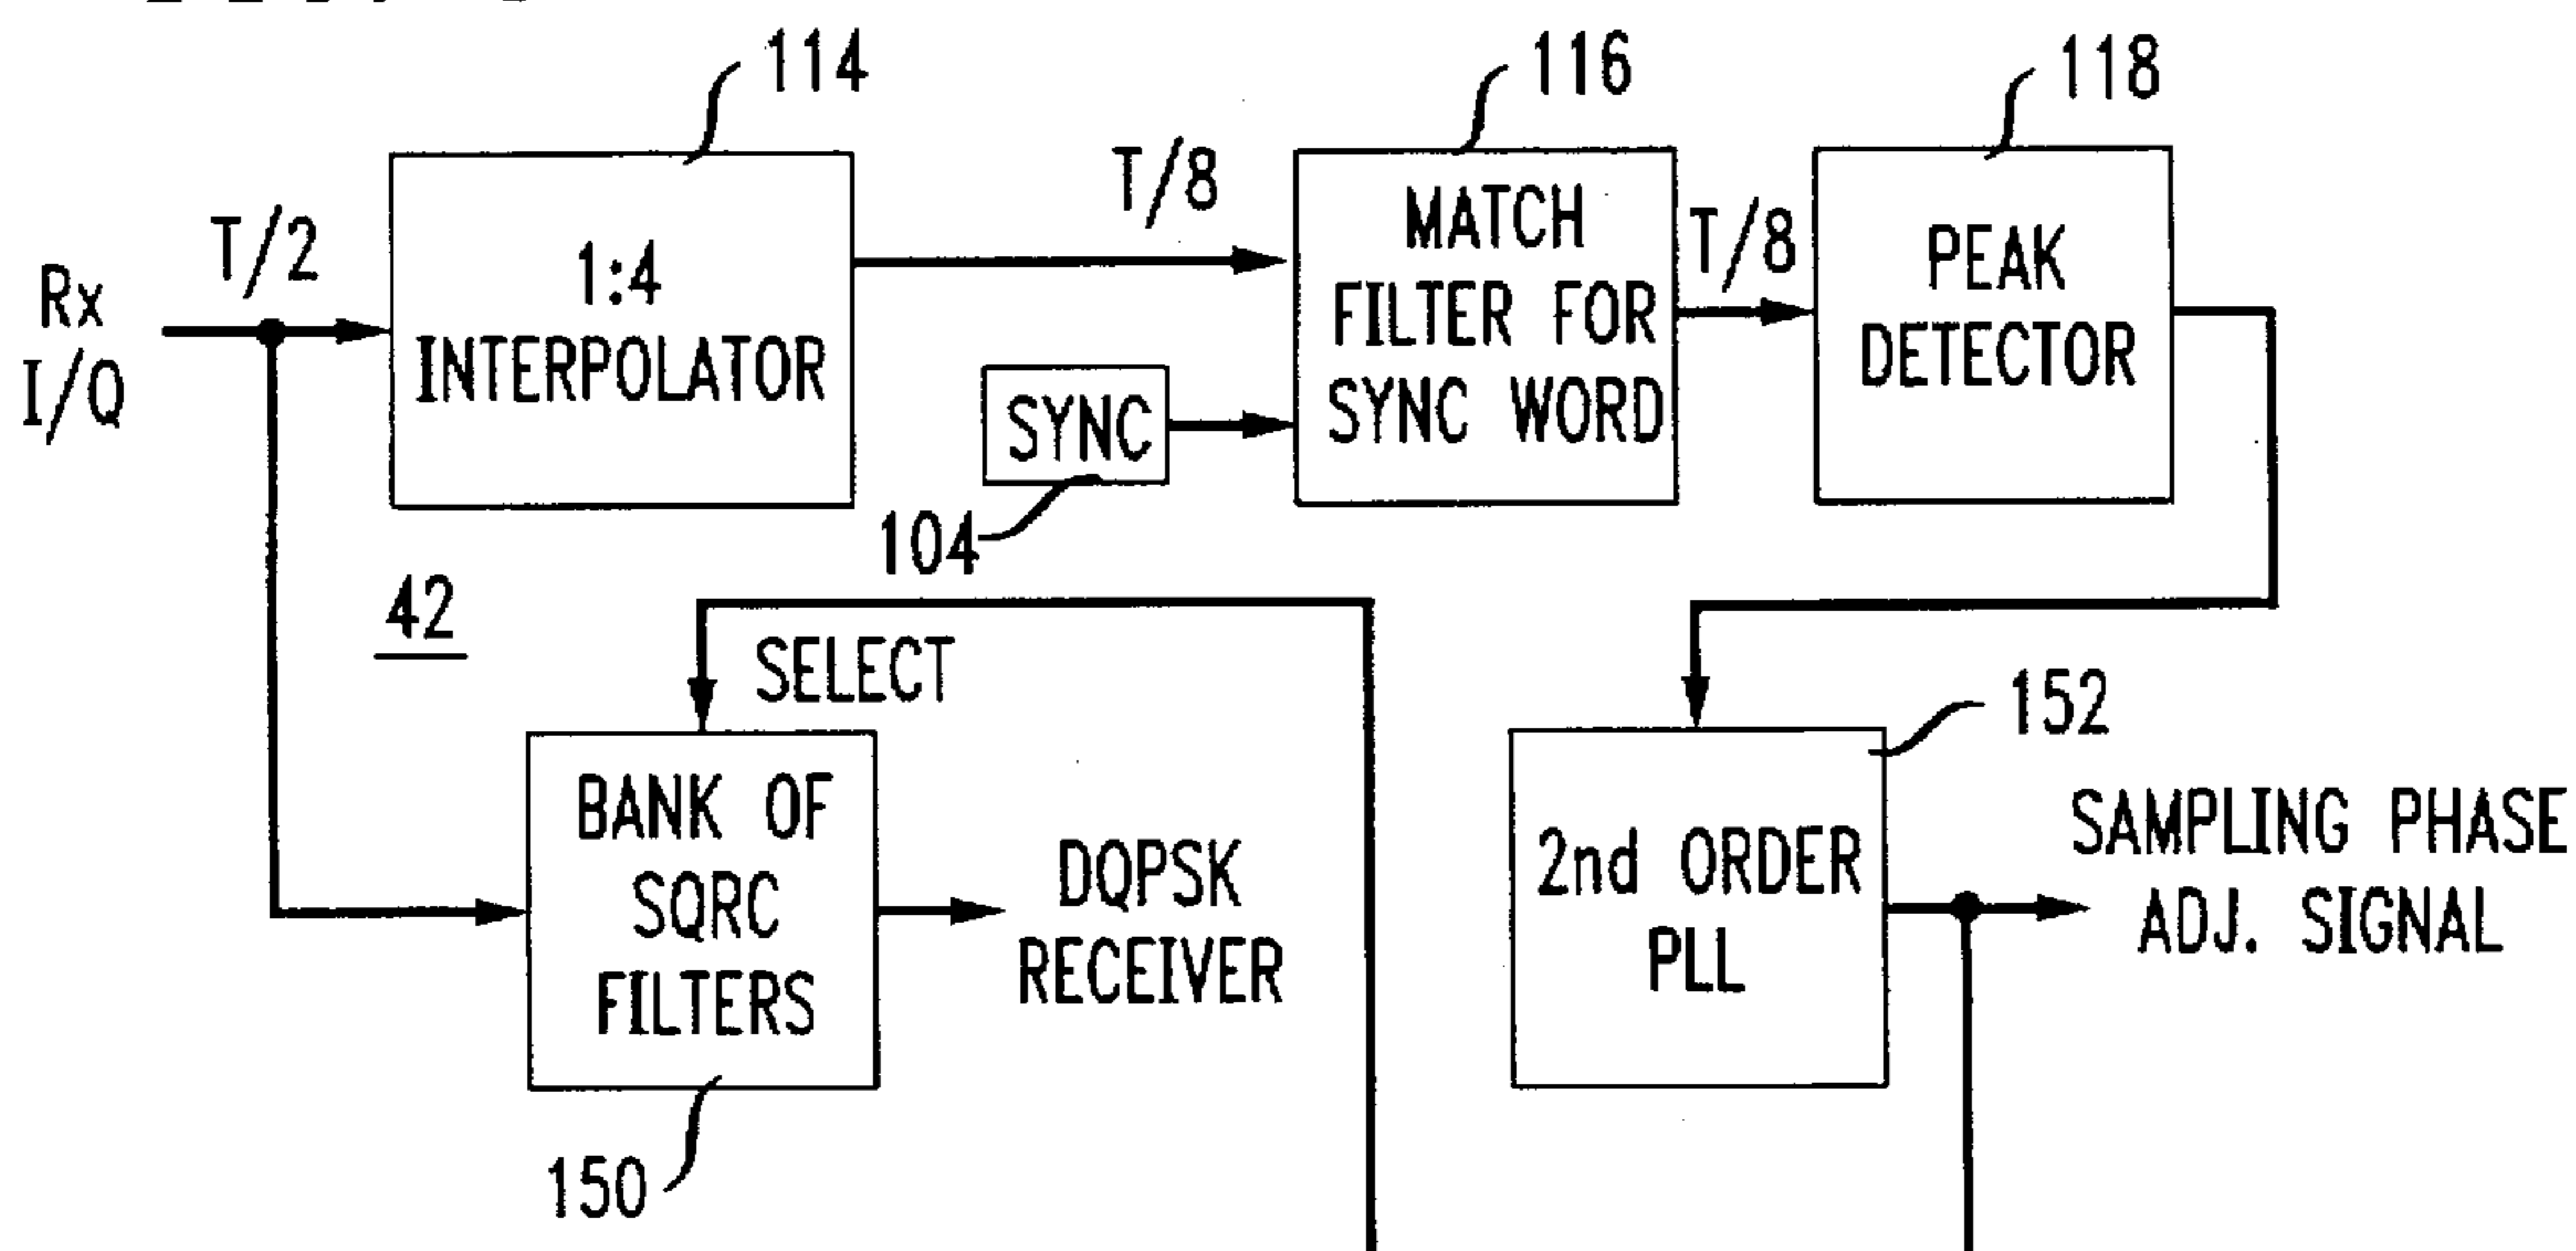 114
116
118
Rx
I/Q
T/2
1:4
INTERPOLATOR
T/8
SYNC
104
MATCH
FILTER FOR
SYNC WORD
T/8
PEAK
DETECTOR
42
SELECT
BANK OF
SQRC
FILTERS
150
DQPSK
RECEIVER
152
2nd ORDER
PLL
SAMPLING PHASE
ADJ. SIGNAL